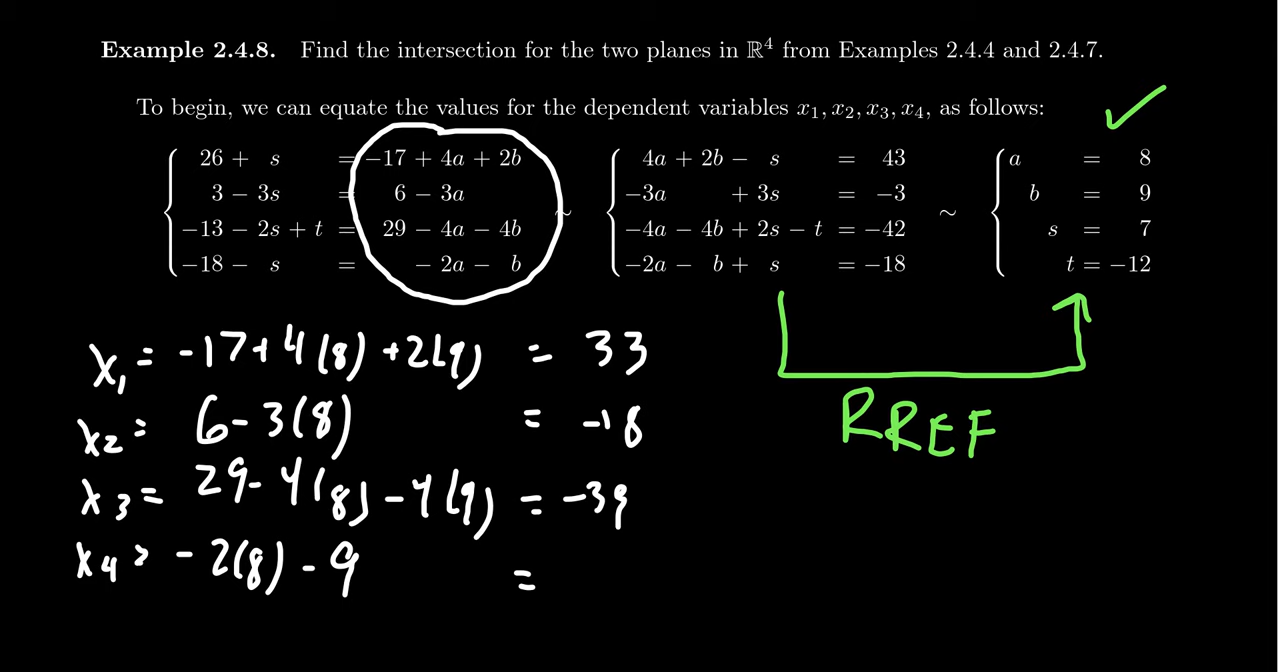 Example 2.4.8. Find the intersection for the two planes in ℝ⁴ from Examples 2.4.4 and 2.4.7.
To begin, we can equate the values for the dependent variables x₁, x₂, x₃, x₄, as follows:
26 + s = −17 + 4a + 2b 4a + 2b − s = 43 a = 8
3 − 3s = 6 − 3a −3a + 3s = −3 b = 9
−13 − 2s + t = 29 − 4a − 4b ∼ −4a − 4b + 2s − t = −42 ∼ s = 7
−18 − s = − 2a − b −2a − b + s = −18 t = −12
x₁ = -17 + 4(8) + 2(9) = 33
x₂ = 6 - 3(8) = -18
RREF
x₃ = 29 - 4(8) - 4(9) = -39
x₄ = - 2(8) - 9 =